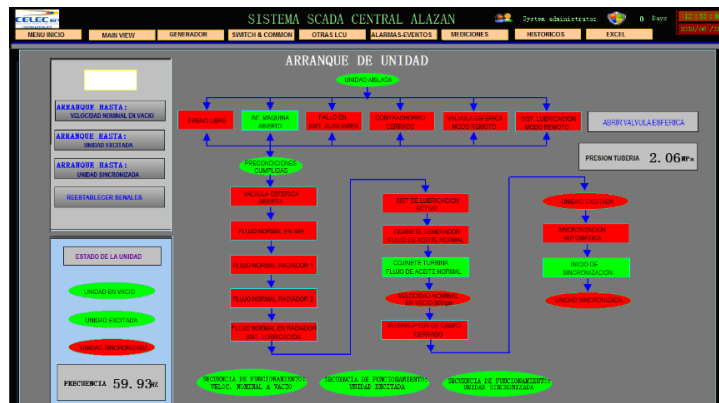 CELEC EP
SISTEMA SCADA CENTRAL ALAZAN
System administrator
0 Days
MENU INICIO
MAIN VIEW
GENERADOR
SWITCH & COMMON
OTRAS LCU
ALARMAS-EVENTOS
MEDICIONES
HISTORICOS
EXCEL
ARRANQUE DE UNIDAD
UNIDAD AISLADA
ARRANQUE HASTA:
VELOCIDAD NOMINAL EN VACIO
ARRANQUE HASTA:
UNIDAD EXCITADA
ARRANQUE HASTA:
UNIDAD SINCRONIZADA
REESTABLECER SENALES
FRENO LIBRE
INT. MAQUINA
ABIERTO
FALLO EN
SIST. AUXILIARES
CONTRACHORRO
CERRADO
VALVULA ESFERICA
MODO REMOTO
SIST. LUBRICACION
MODO REMOTO
ABRIR VALVULA ESFERICA
PRESION TUBERIA 2.06MPa
PRECONDICIONES
CUMPLIDAS
VALVULA ESFERICA
ABIERTA
FLUJO NORMAL EN SAE
FLUJO NORMAL RADIADOR 1
FLUJO NORMAL RADIADOR 2
FLUJO NORMAL EN RADIADOR
SIST. LUBRICACION
SIST DE LUBRICACION
ACTIVO
COJINETE GENERADOR
FLUJO DE ACEITE NORMAL
COJINETE TURBINA
FLUJO DE ACEITE NORMAL
VELOCIDAD NOMINAL
INTERRUPTOR DE CAMPO
CERRADO
UNIDAD EXCITADA
SINCRONIZACION
AUTOMATICA
INICIO DE
SINCRONIZACION
UNIDAD SINCRONIZADA
ESTADO DE LA UNIDAD
UNIDAD EN VACIO
UNIDAD EXCITADA
UNIDAD SINCRONIZADA
FRECUENCIA 59.93HZ
SECUENCIA DE FUNCIONAMIENTO:
VELOC. NOMINAL A VACIO
SECUENCIA DE FUNCIONAMIENTO:
UNIDAD EXCITADA
SECUENCIA DE FUNCIONAMIENTO:
UNIDAD SINCRONIZADA